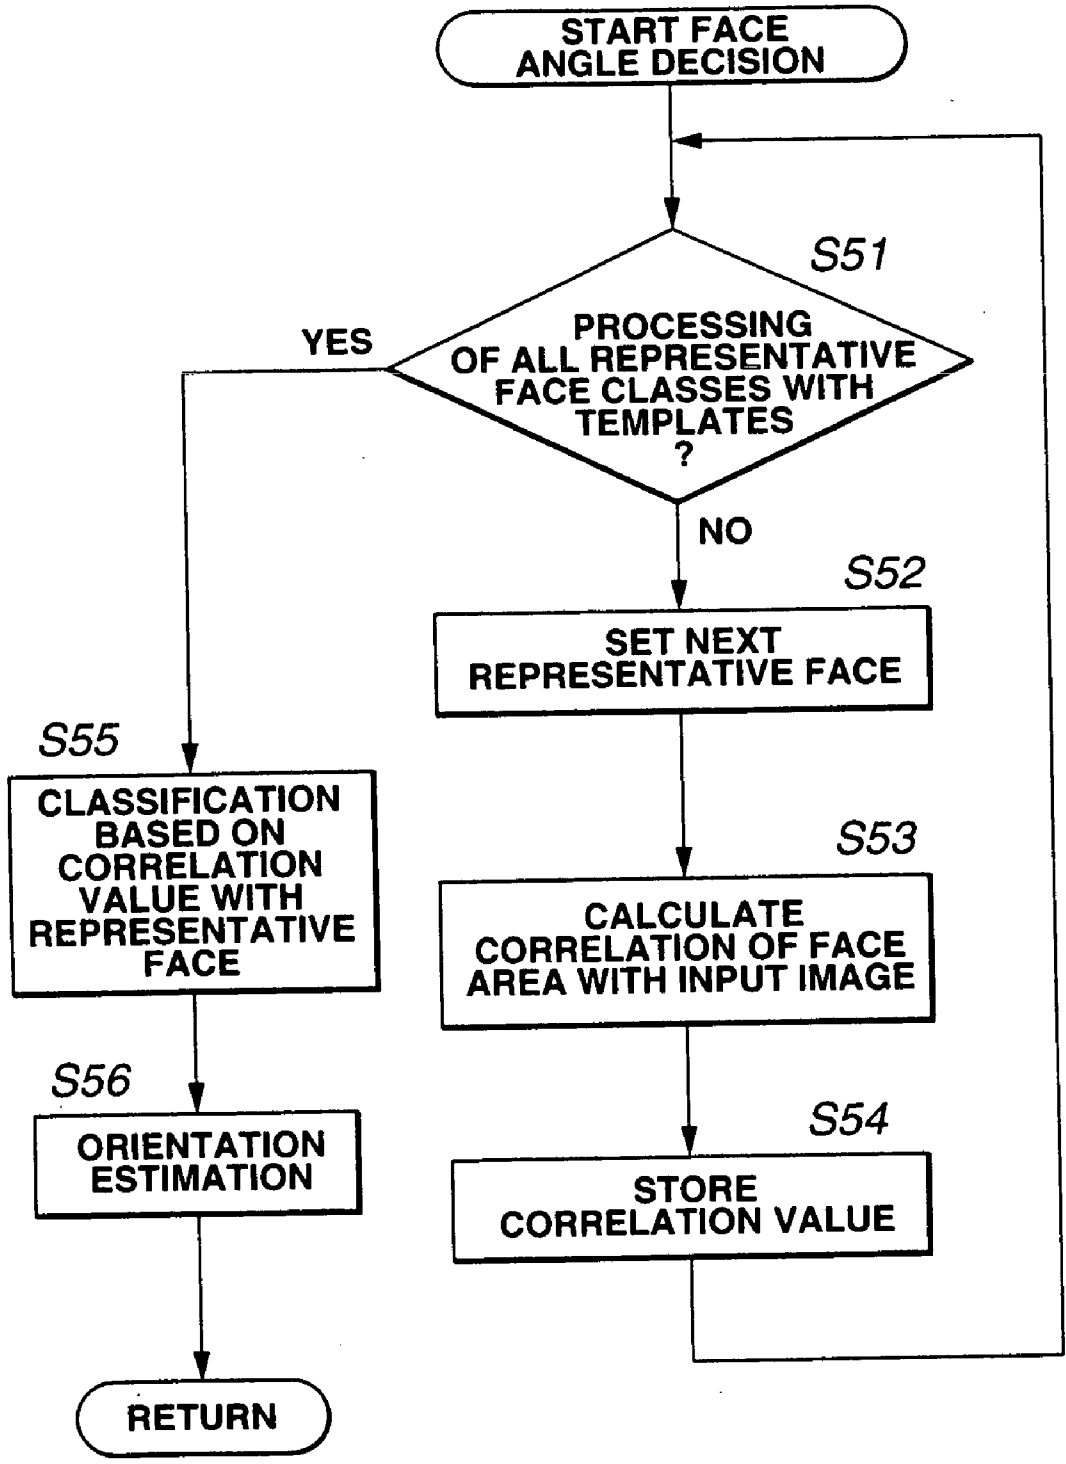 START FACE
ANGLE DECISION
S51
PROCESSING
OF ALL REPRESENTATIVE
FACE CLASSES WITH
TEMPLATES
?
YES
NO
S52
SET NEXT
REPRESENTATIVE FACE
S53
CALCULATE
CORRELATION OF FACE
AREA WITH INPUT IMAGE
S54
STORE
CORRELATION VALUE
S55
CLASSIFICATION
BASED ON
CORRELATION
VALUE WITH
REPRESENTATIVE
FACE
S56
ORIENTATION
ESTIMATION
RETURN